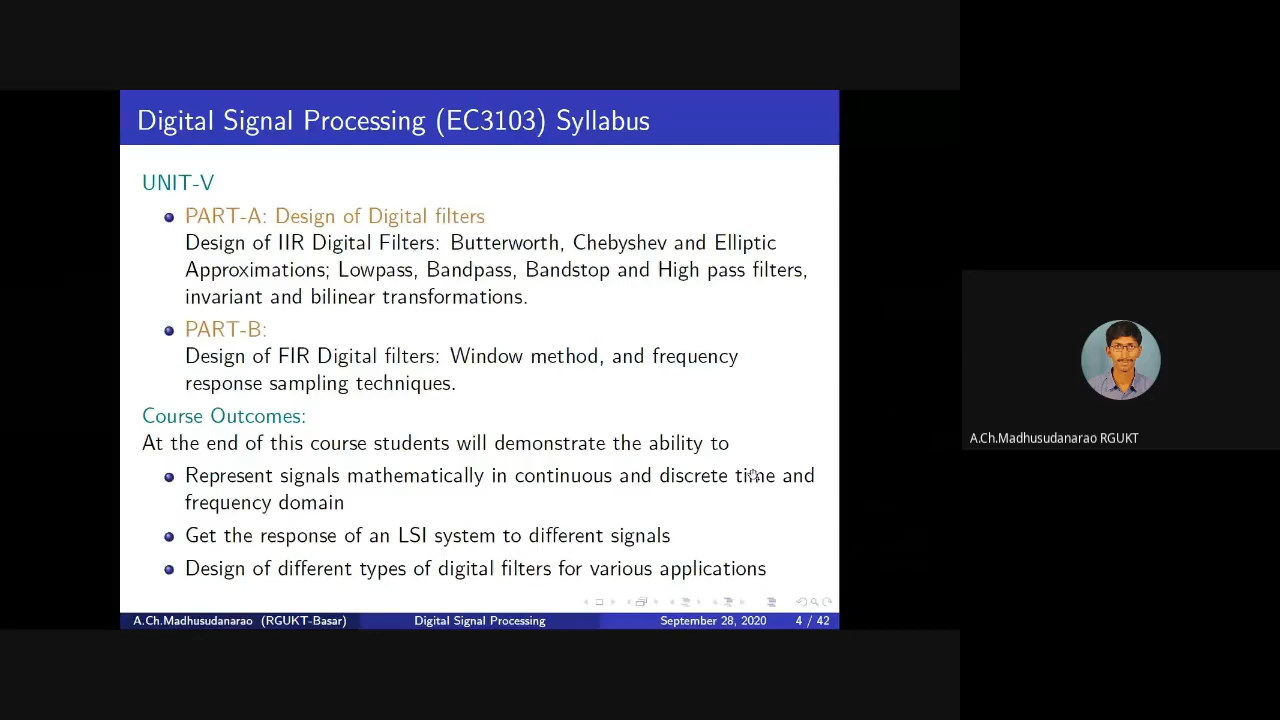 Digital Signal Processing (EC3103) Syllabus
UNIT-V
PART-A: Design of Digital filters
Design of IIR Digital Filters: Butterworth, Chebyshev and Elliptic
Approximations; Lowpass, Bandpass, Bandstop and High pass filters,
invariant and bilinear transformations.
PART-B:
Design of FIR Digital filters: Window method, and frequency
response sampling techniques.
Course Outcomes:
At the end of this course students will demonstrate the ability to
Represent signals mathematically in continuous and discrete time and
frequency domain
Get the response of an LSI system to different signals
Design of different types of digital filters for various applications
A.Ch.Madhusudanarao (RGUKT-Basar) Digital Signal Processing September 28, 2020 4 / 42
A.Ch.Madhusudanarao RGUKT